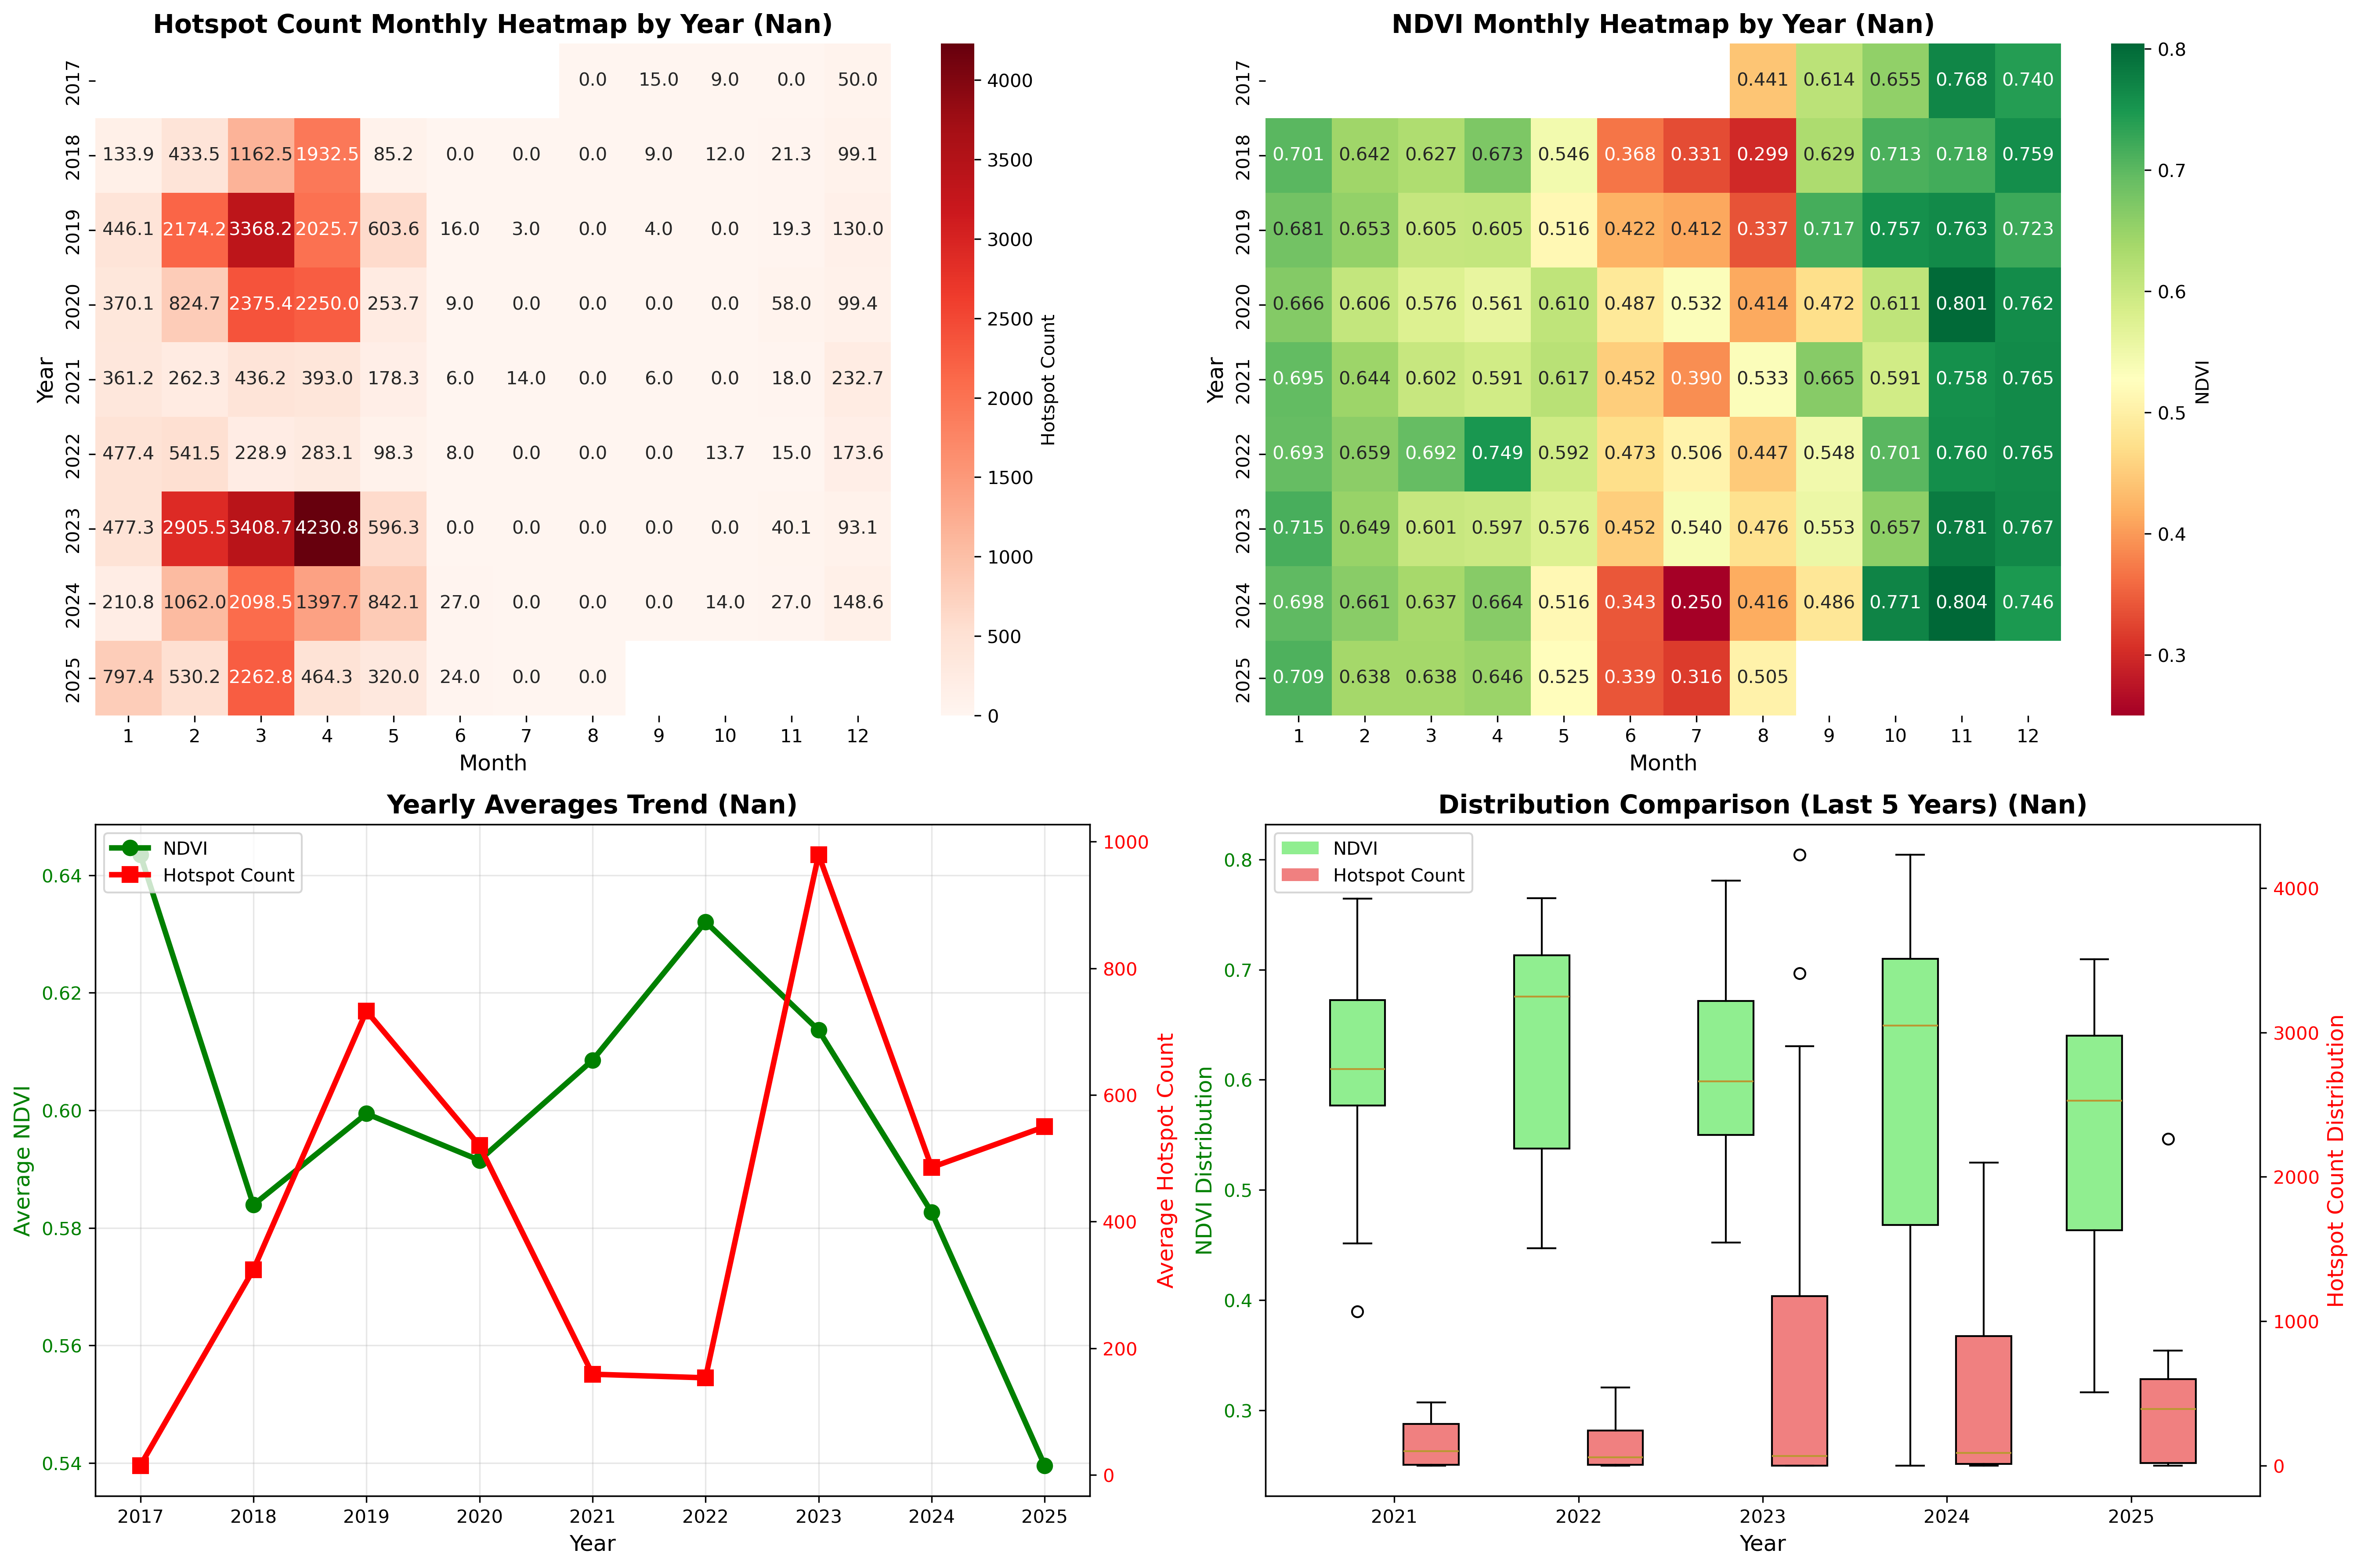 Hotspot Count Monthly Heatmap by Year (Nan)
Year
2017 0.0 15.0 9.0 0.0 50.0
2018 133.9 433.5 1162.5 1932.5 85.2 0.0 0.0 0.0 9.0 12.0 21.3 99.1
2019 446.1 2174.2 3368.2 2025.7 603.6 16.0 3.0 0.0 4.0 0.0 19.3 130.0
2020 370.1 824.7 2375.4 2250.0 253.7 9.0 0.0 0.0 0.0 0.0 58.0 99.4
2021 361.2 262.3 436.2 393.0 178.3 6.0 14.0 0.0 6.0 0.0 18.0 232.7
2022 477.4 541.5 228.9 283.1 98.3 8.0 0.0 0.0 0.0 13.7 15.0 173.6
2023 477.3 2905.5 3408.7 4230.8 596.3 0.0 0.0 0.0 0.0 0.0 40.1 93.1
2024 210.8 1062.0 2098.5 1397.7 842.1 27.0 0.0 0.0 0.0 14.0 27.0 148.6
2025 797.4 530.2 2262.8 464.3 320.0 24.0 0.0 0.0
1 2 3 4 5 6 7 8 9 10 11 12
Month
4000
3500
3000
2500
2000
1500
1000
500
0
Hotspot Count
NDVI Monthly Heatmap by Year (Nan)
Year
2017 0.441 0.614 0.655 0.768 0.740
2018 0.701 0.642 0.627 0.673 0.546 0.368 0.331 0.299 0.629 0.713 0.718 0.759
2019 0.681 0.653 0.605 0.605 0.516 0.422 0.412 0.337 0.717 0.757 0.763 0.723
2020 0.666 0.606 0.576 0.561 0.610 0.487 0.532 0.414 0.472 0.611 0.801 0.762
2021 0.695 0.644 0.602 0.591 0.617 0.452 0.390 0.533 0.665 0.591 0.758 0.765
2022 0.693 0.659 0.692 0.749 0.592 0.473 0.506 0.447 0.548 0.701 0.760 0.765
2023 0.715 0.649 0.601 0.597 0.576 0.452 0.540 0.476 0.553 0.657 0.781 0.767
2024 0.698 0.661 0.637 0.664 0.516 0.343 0.250 0.416 0.486 0.771 0.804 0.746
2025 0.709 0.638 0.638 0.646 0.525 0.339 0.316 0.505
1 2 3 4 5 6 7 8 9 10 11 12
Month
0.8
0.7
0.6
0.5
0.4
0.3
NDVI
Yearly Averages Trend (Nan)
NDVI
Hotspot Count
Average NDVI
0.64
0.62
0.60
0.58
0.56
0.54
1000
800
600
400
200
0
Average Hotspot Count
2017 2018 2019 2020 2021 2022 2023 2024 2025
Year
Distribution Comparison (Last 5 Years) (Nan)
NDVI
Hotspot Count
NDVI Distribution
0.8
0.7
0.6
0.5
0.4
0.3
4000
3000
2000
1000
0
Hotspot Count Distribution
2021 2022 2023 2024 2025
Year